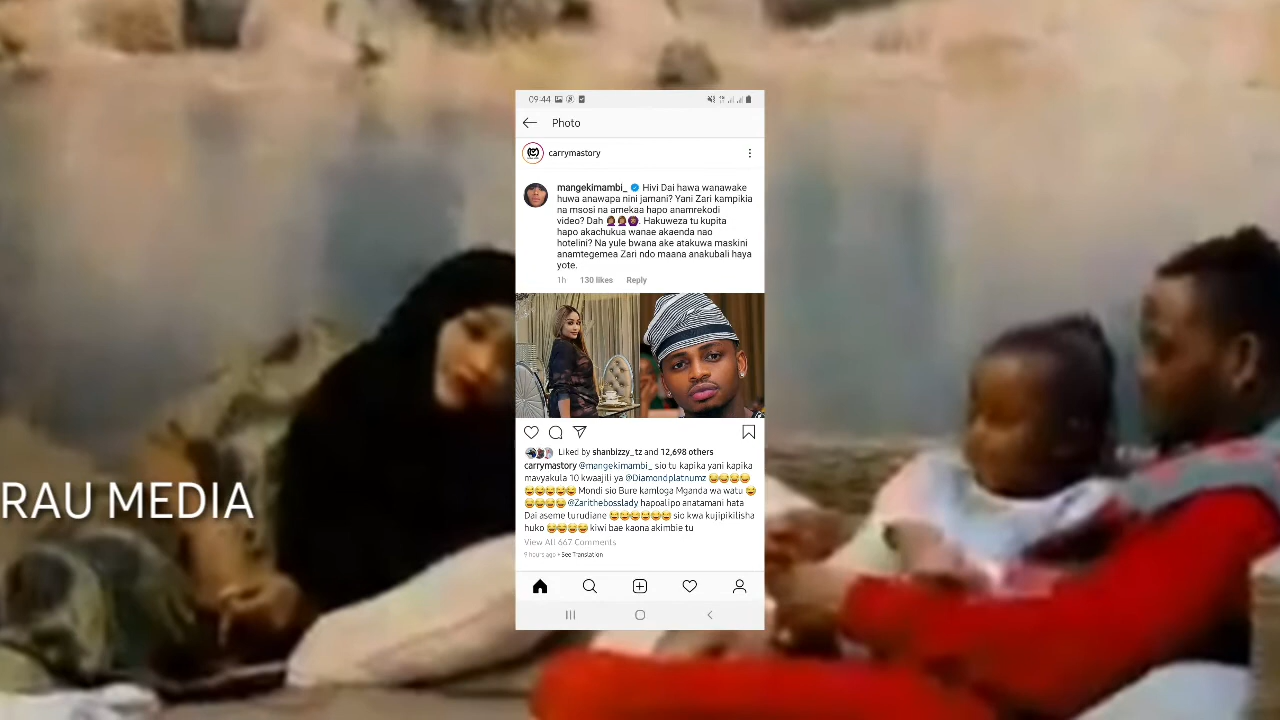 09:44
Photo
carrymastory
mangekimambi_ Hivi Dai hawa wanawake
huwa anawapa nini jamani? Yani Zari kampikia
na msosi na amekaa hapo anamrekodi
video? Dah 🤦🏾‍♀️🤦🏾‍♀️🙆🏿‍♀️. Hakuweza tu kupita
hapo akachukua wanae akaenda nao
hotelini? Na yule bwana ake atakuwa maskini
anamtegemea Zari ndo maana anakubali haya
yote.
1h 130 likes Reply
RAU MEDIA
Liked by shanbizzy_tz and 12,698 others
carrymastory @mangekimambi_ sio tu kapika yani kapika
mavyakula 10 kwaajili ya @Diamondplatnumz 😂😂😂😂
😂😂😂😂😂 Mondi sio Bure kamloga Mganda wa watu 😂
😂😂😂😂 @Zarithebosslady happoalipo anatamani hata
Dai aseme turudiane 😂😂😂😂😂😂 sio kwa kujipikilisha
huko 😂😂😂😂 kiwi bae kaona akimbie tu
View All 667 Comments
9 hours ago • See Translation